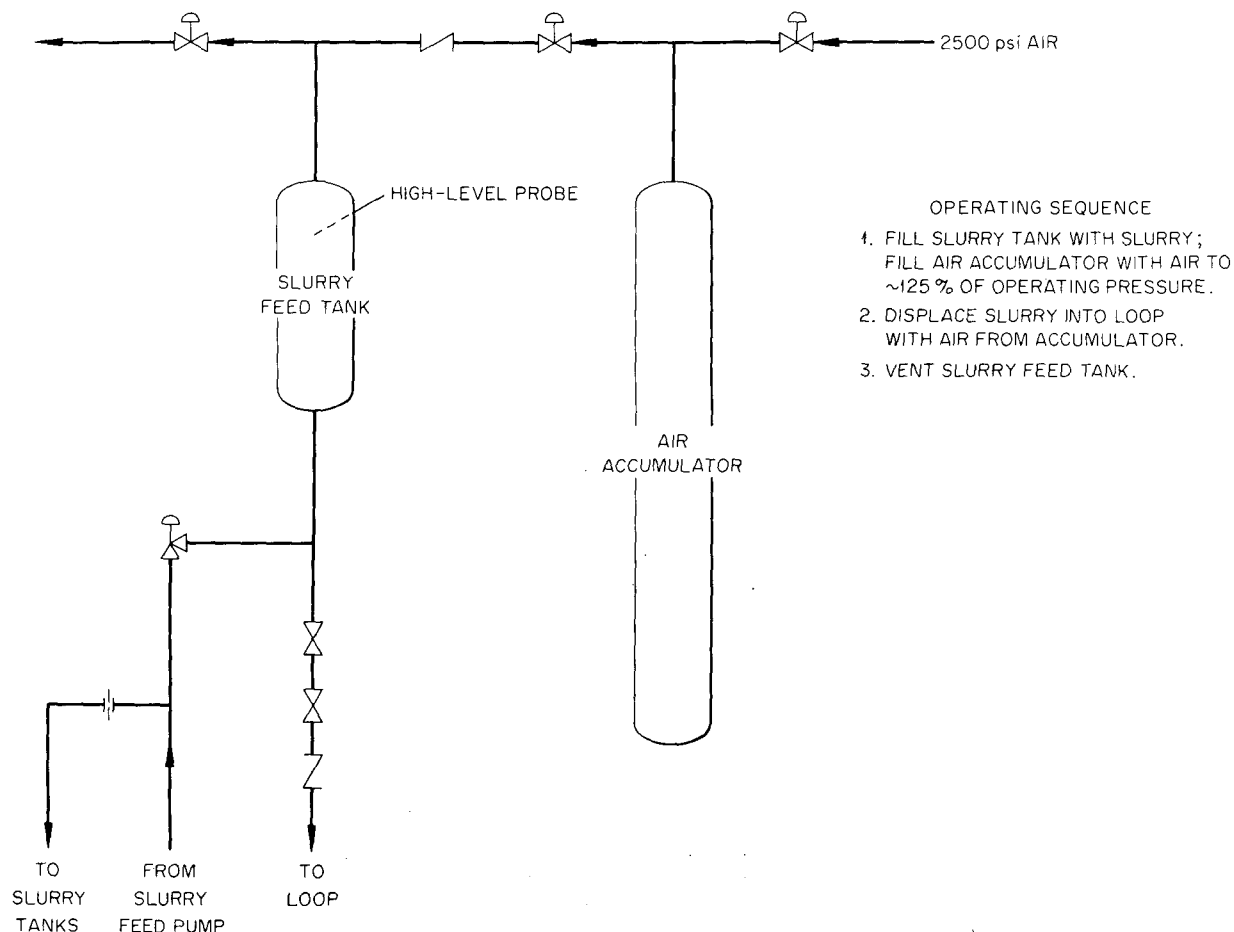 2500 psi AIR
HIGH-LEVEL PROBE
SLURRY
FEED TANK
OPERATING SEQUENCE
1. FILL SLURRY TANK WITH SLURRY;
FILL AIR ACCUMULATOR WITH AIR TO
~125 % OF OPERATING PRESSURE.
2. DISPLACE SLURRY INTO LOOP
WITH AIR FROM ACCUMULATOR.
3. VENT SLURRY FEED TANK.
AIR
ACCUMULATOR
TO
SLURRY
TANKS
FROM
SLURRY
FEED PUMP
TO
LOOP